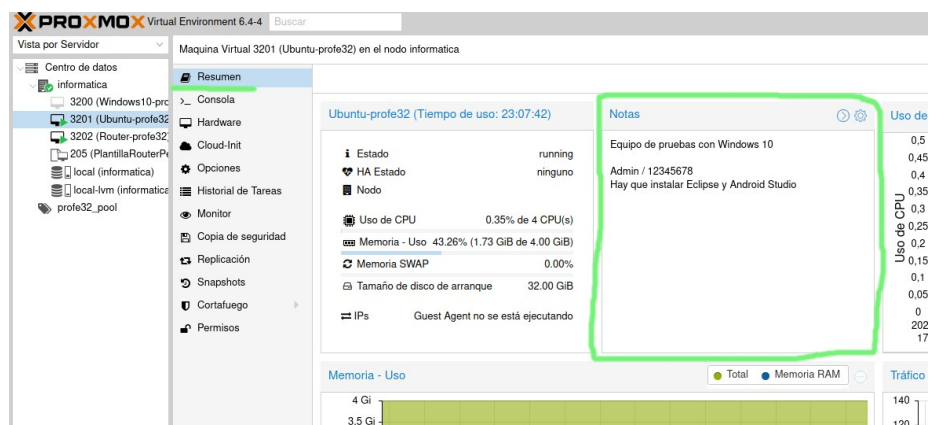 PROXMOX Virtual Environment 6.4-4 Buscar
Vista por Servidor
Centro de datos
informatica
3200 (Windows10-pro
3201 (Ubuntu-profe32
3202 (Router-profe32)
205 (PlantillaRouterPe
local (informatica)
local-lvm (informatica
profe32_pool
Maquina Virtual 3201 (Ubuntu-profe32) en el nodo informatica
Resumen
Consola
Hardware
Cloud-Init
Opciones
Historial de Tareas
Monitor
Copia de seguridad
Replicación
Snapshots
Cortafuego
Permisos
Ubuntu-profe32 (Tiempo de uso: 23:07:42)
Estado running
HA Estado ninguno
Nodo
Uso de CPU 0.35% de 4 CPU(s)
Memoria - Uso 43.26% (1.73 GiB de 4.00 GiB)
Memoria SWAP 0.00%
Tamaño de disco de arranque 32.00 GiB
IPs Guest Agent no se está ejecutando
Notas
Equipo de pruebas con Windows 10
Admin / 12345678
Hay que instalar Eclipse y Android Studio
Uso de
Uso de CPU
0,5
0,45
0,4
0,35
0,3
0,25
0,2
0,15
0,1
0,05
0
202
17
Memoria - Uso
Total Memoria RAM
4 Gi
3.5 Gi
Tráfico
140
120